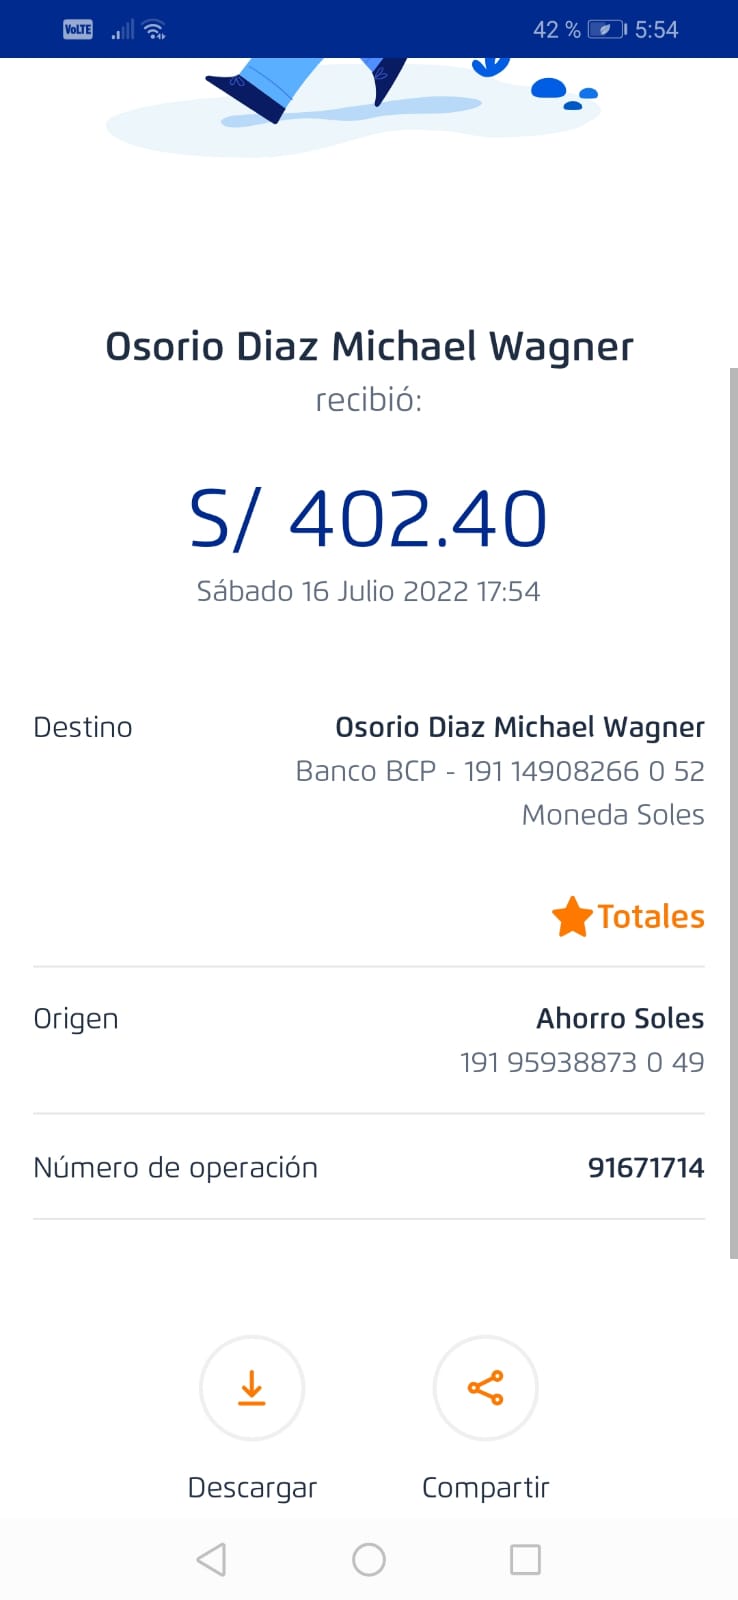 VoLTE
42 % 5:54
Osorio Diaz Michael Wagner
recibió:
S/ 402.40
Sábado 16 Julio 2022 17:54
Destino
Osorio Diaz Michael Wagner
Banco BCP - 191 14908266 0 52
Moneda Soles
Totales
Origen
Ahorro Soles
191 95938873 0 49
Número de operación 91671714
Descargar Compartir